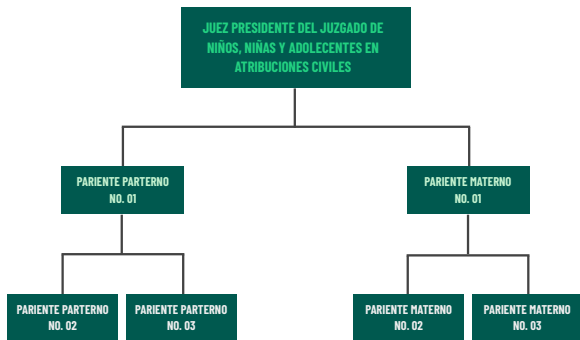 JUEZ PRESIDENTE DEL JUZGADO DE
NIÑOS, NIÑAS Y ADOLECENTES EN
ATRIBUCIONES CIVILES
PARIENTE PARTERNO
NO. 01
PARIENTE MATERNO
NO. 01
PARIENTE PARTERNO
NO. 02
PARIENTE PARTERNO
NO. 03
PARIENTE MATERNO
NO. 02
PARIENTE MATERNO
NO. 03